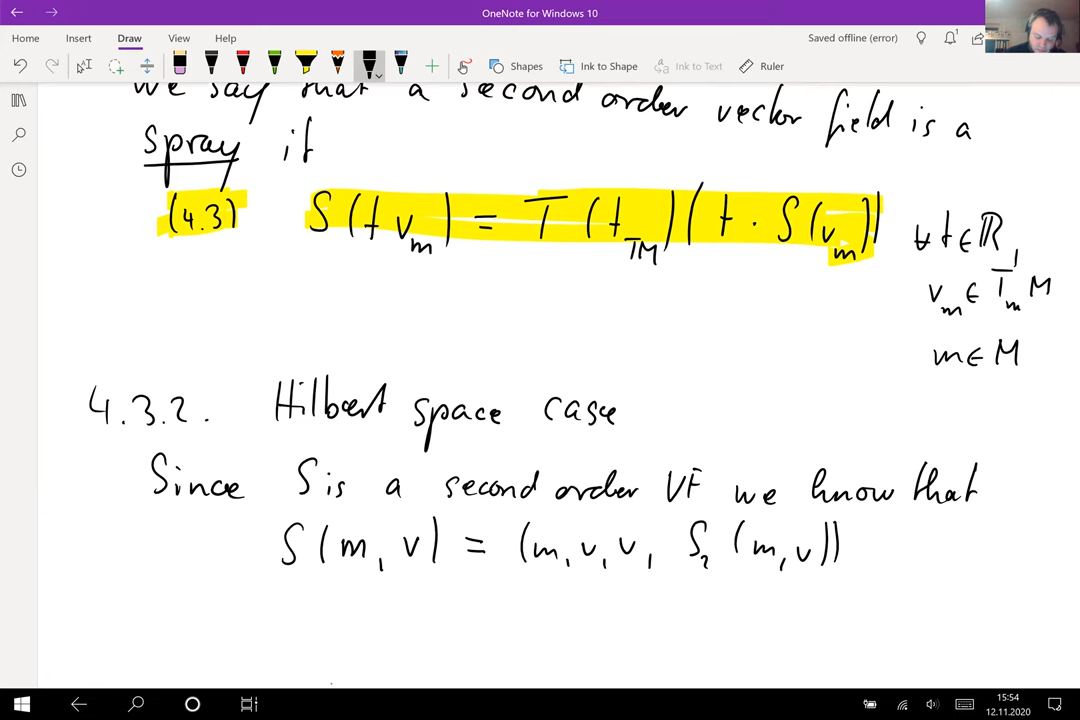 OneNote for Windows 10
Home Insert Draw View Help Saved offline (error)
Shapes Ink to Shape Ink to Text Ruler
We say that a second order vector field is a
spray if
(4.3) S(t v_m) = T(t_TM)(t · S(v_m)) ∀ t ∈ ℝ,
v_m ∈ T_m M
m ∈ M
4.3.2. Hilbert space case
Since S is a second order VF we know that
S(m, v) = (m, v, v, S_2(m, v))
15:54
12.11.2020